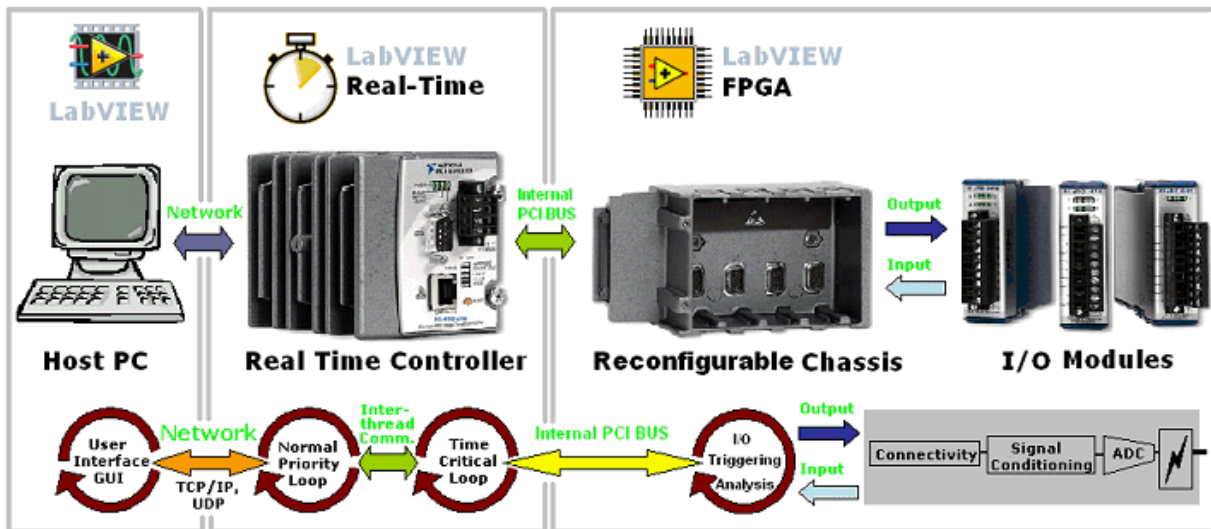 LabVIEW
LabVIEW
Real-Time
LabVIEW
FPGA
Network
Internal
PCI BUS
Output
Input
Host PC
Real Time Controller
Reconfigurable Chassis
I/O Modules
User
Interface
GUI
Network
TCP/IP,
UDP
Normal
Priority
Loop
Inter-
thread
Comm.
Time
Critical
Loop
Internal PCI BUS
I/O
Triggering
Analysis
Output
Input
Connectivity
Signal
Conditioning
ADC